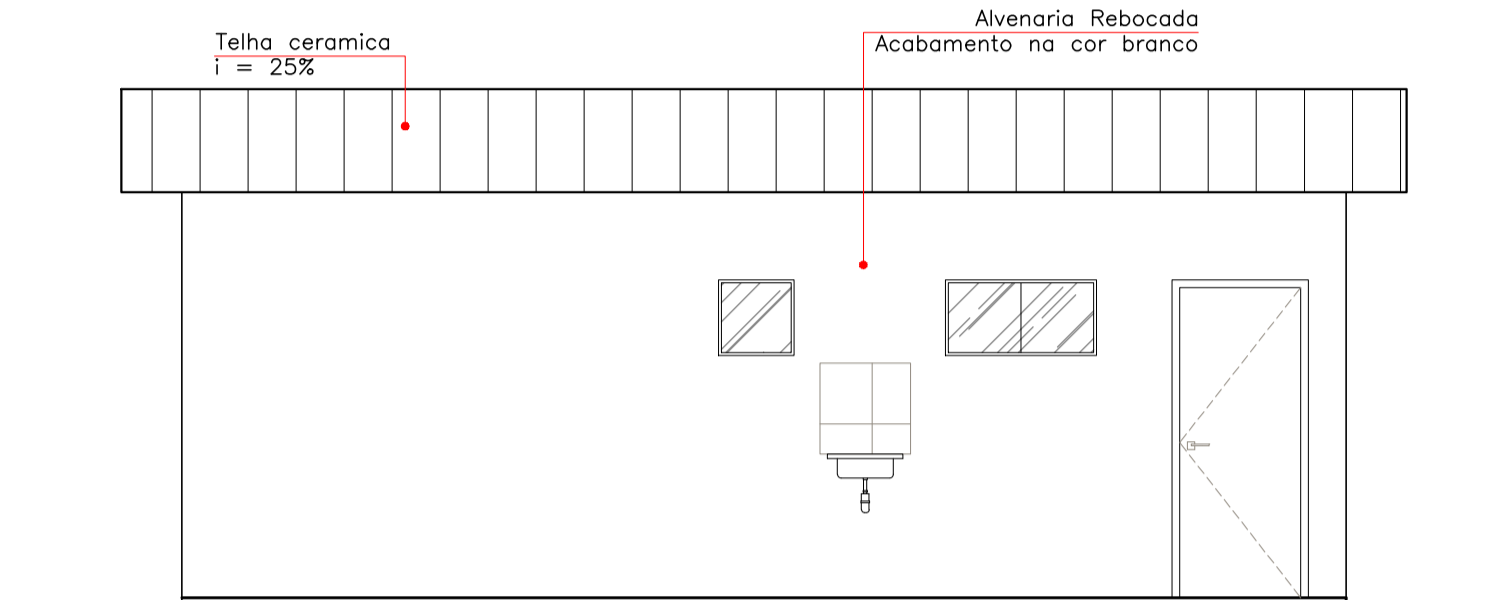 Telha ceramica
i = 25%
Alvenaria Rebocada
Acabamento na cor branco